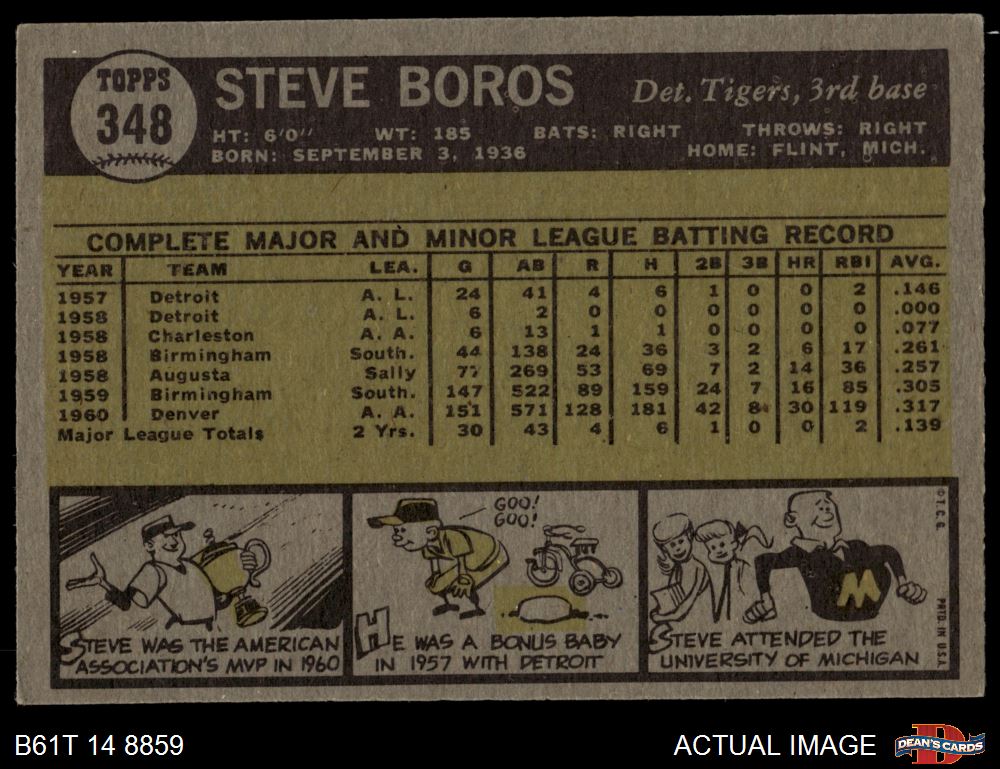 TOPPS
348
STEVE BOROS
Det. Tigers, 3rd base
HT: 6'0" WT: 185 BATS: RIGHT THROWS: RIGHT
BORN: SEPTEMBER 3, 1936 HOME: FLINT, MICH.
COMPLETE MAJOR AND MINOR LEAGUE BATTING RECORD
YEAR TEAM LEA. G AB R H 2B 3B HR RBI AVG.
1957 Detroit A. L. 24 41 4 6 1 0 0 2 .146
1958 Detroit A. L. 6 2 0 0 0 0 0 0 .000
1958 Charleston A. A. 6 13 1 1 0 0 0 0 .077
1958 Birmingham South. 44 138 24 36 3 2 6 17 .261
1958 Augusta Sally 77 269 53 69 7 2 14 36 .257
1959 Birmingham South. 147 522 89 159 24 7 16 85 .305
1960 Denver A. A. 151 571 128 181 42 8 30 119 .317
Major League Totals 2 Yrs. 30 43 4 6 1 0 0 2 .139
STEVE WAS THE AMERICAN
ASSOCIATION'S MVP IN 1960
GOO!
GOO!
HE WAS A BONUS BABY
IN 1957 WITH DETROIT
M
STEVE ATTENDED THE
UNIVERSITY OF MICHIGAN
© T. C. G.
PRTD. IN U.S.A.
B61T 14 8859
ACTUAL IMAGE
D
DEAN'S CARDS